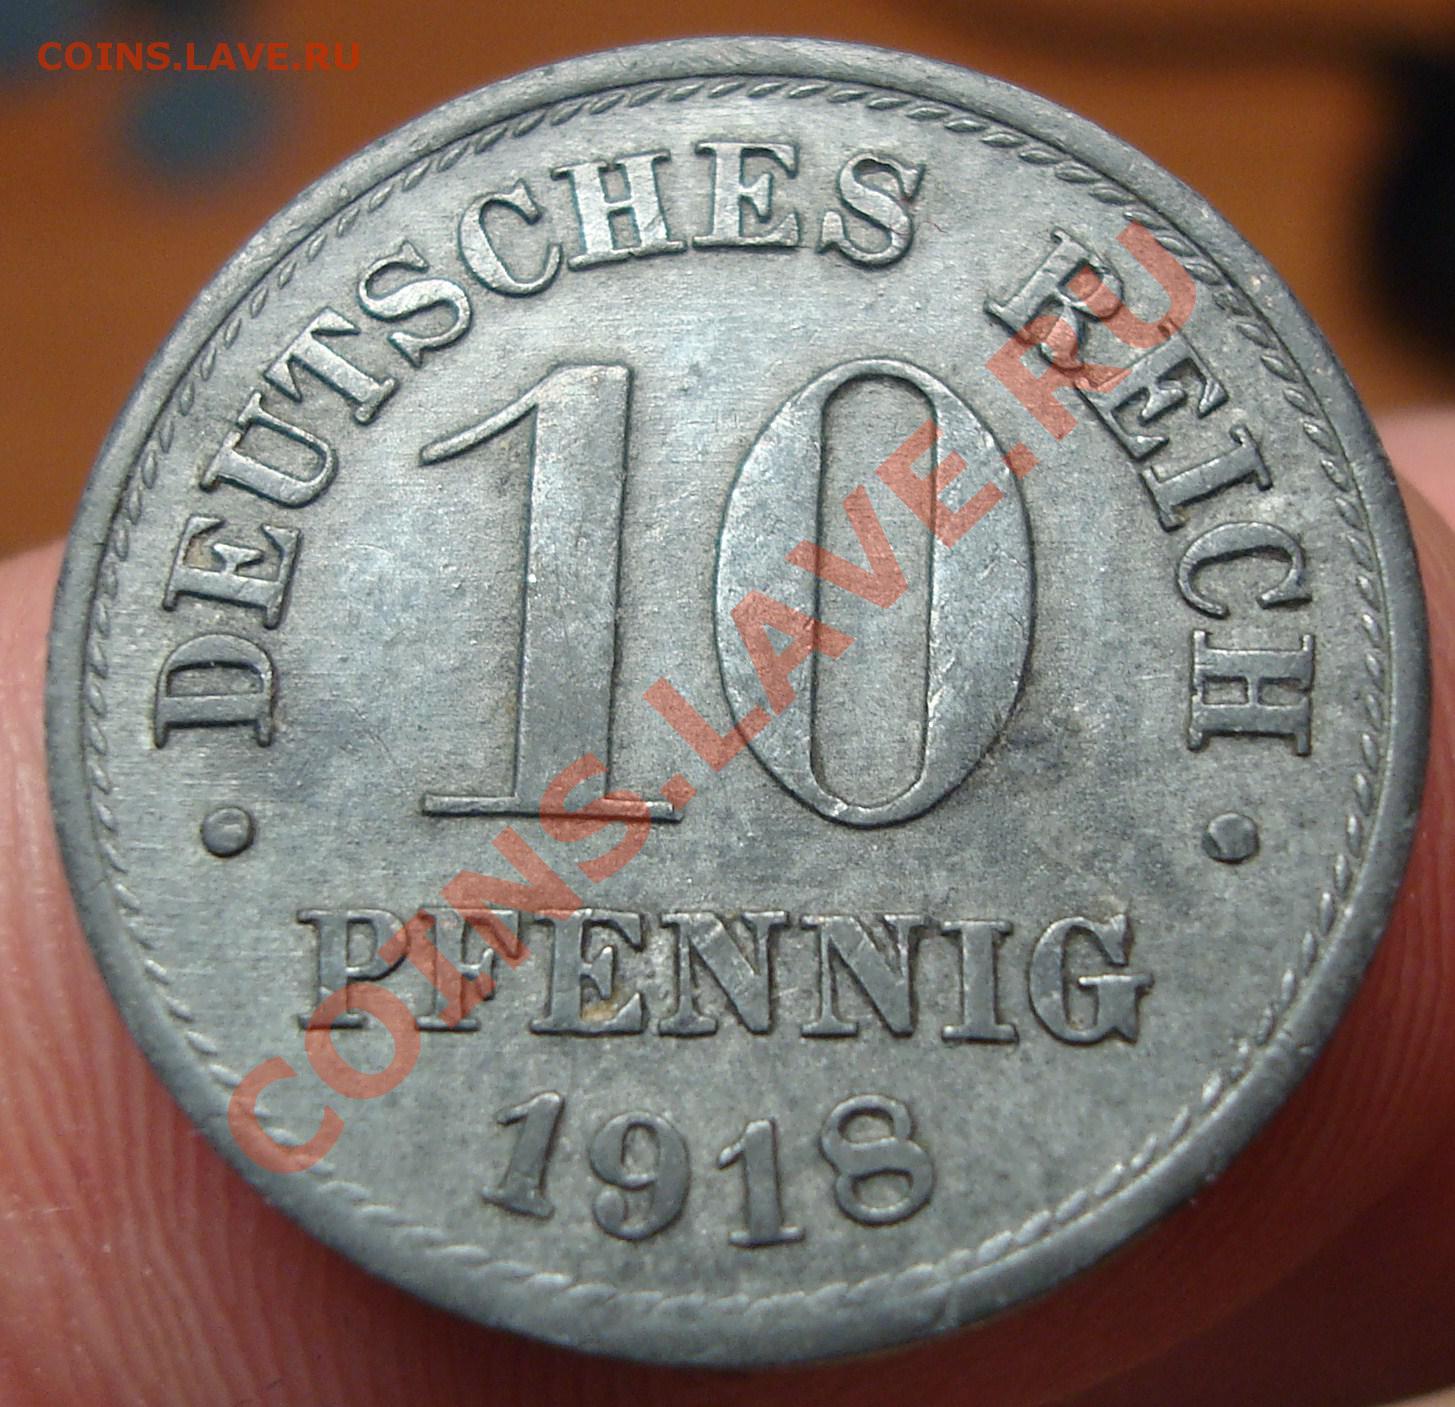 COINS.LAVE.RU
DEUTSCHES REICH
10
PFENNIG
1918
COINS.LAVE.RU